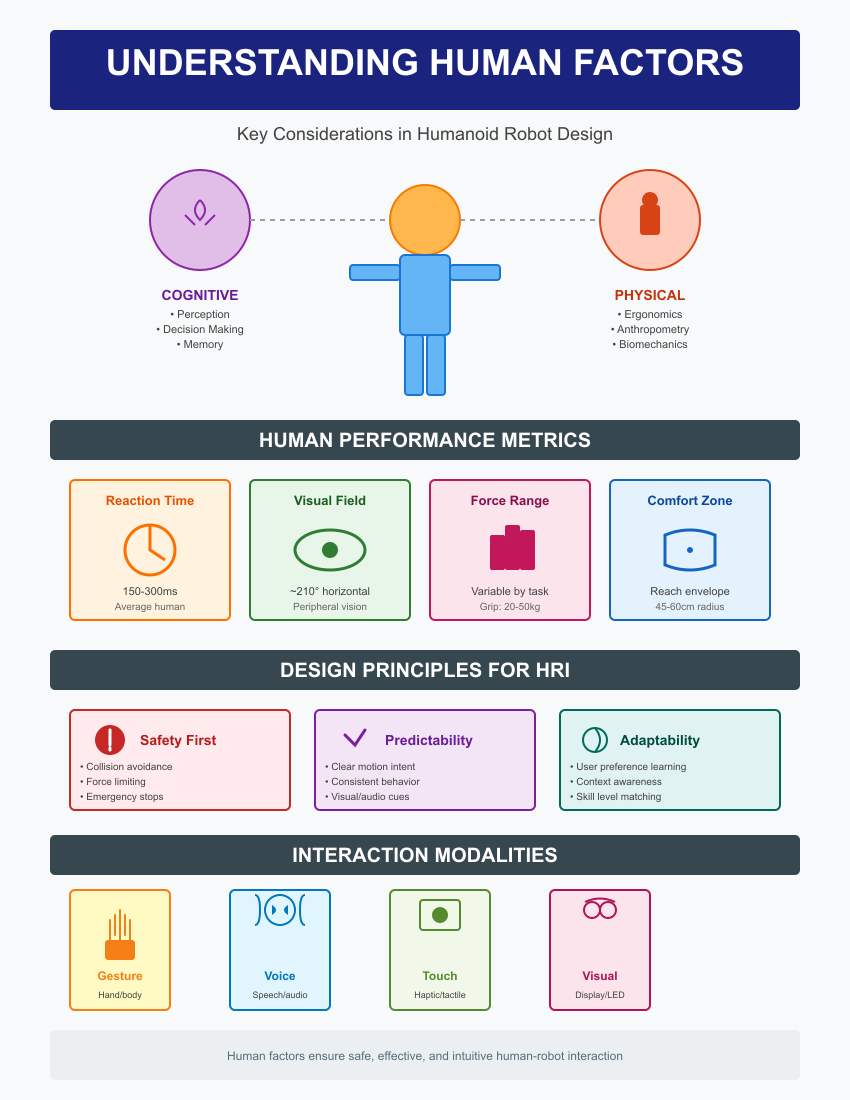 UNDERSTANDING HUMAN FACTORS
Key Considerations in Humanoid Robot Design
COGNITIVE
• Perception
• Decision Making
• Memory
PHYSICAL
• Ergonomics
• Anthropometry
• Biomechanics
HUMAN PERFORMANCE METRICS
Reaction Time
150-300ms
Average human
Visual Field
~210° horizontal
Peripheral vision
Force Range
Variable by task
Grip: 20-50kg
Comfort Zone
Reach envelope
45-60cm radius
DESIGN PRINCIPLES FOR HRI
Safety First
• Collision avoidance
• Force limiting
• Emergency stops
Predictability
• Clear motion intent
• Consistent behavior
• Visual/audio cues
Adaptability
• User preference learning
• Context awareness
• Skill level matching
INTERACTION MODALITIES
Gesture
Hand/body
Voice
Speech/audio
Touch
Haptic/tactile
Visual
Display/LED
Human factors ensure safe, effective, and intuitive human-robot interaction